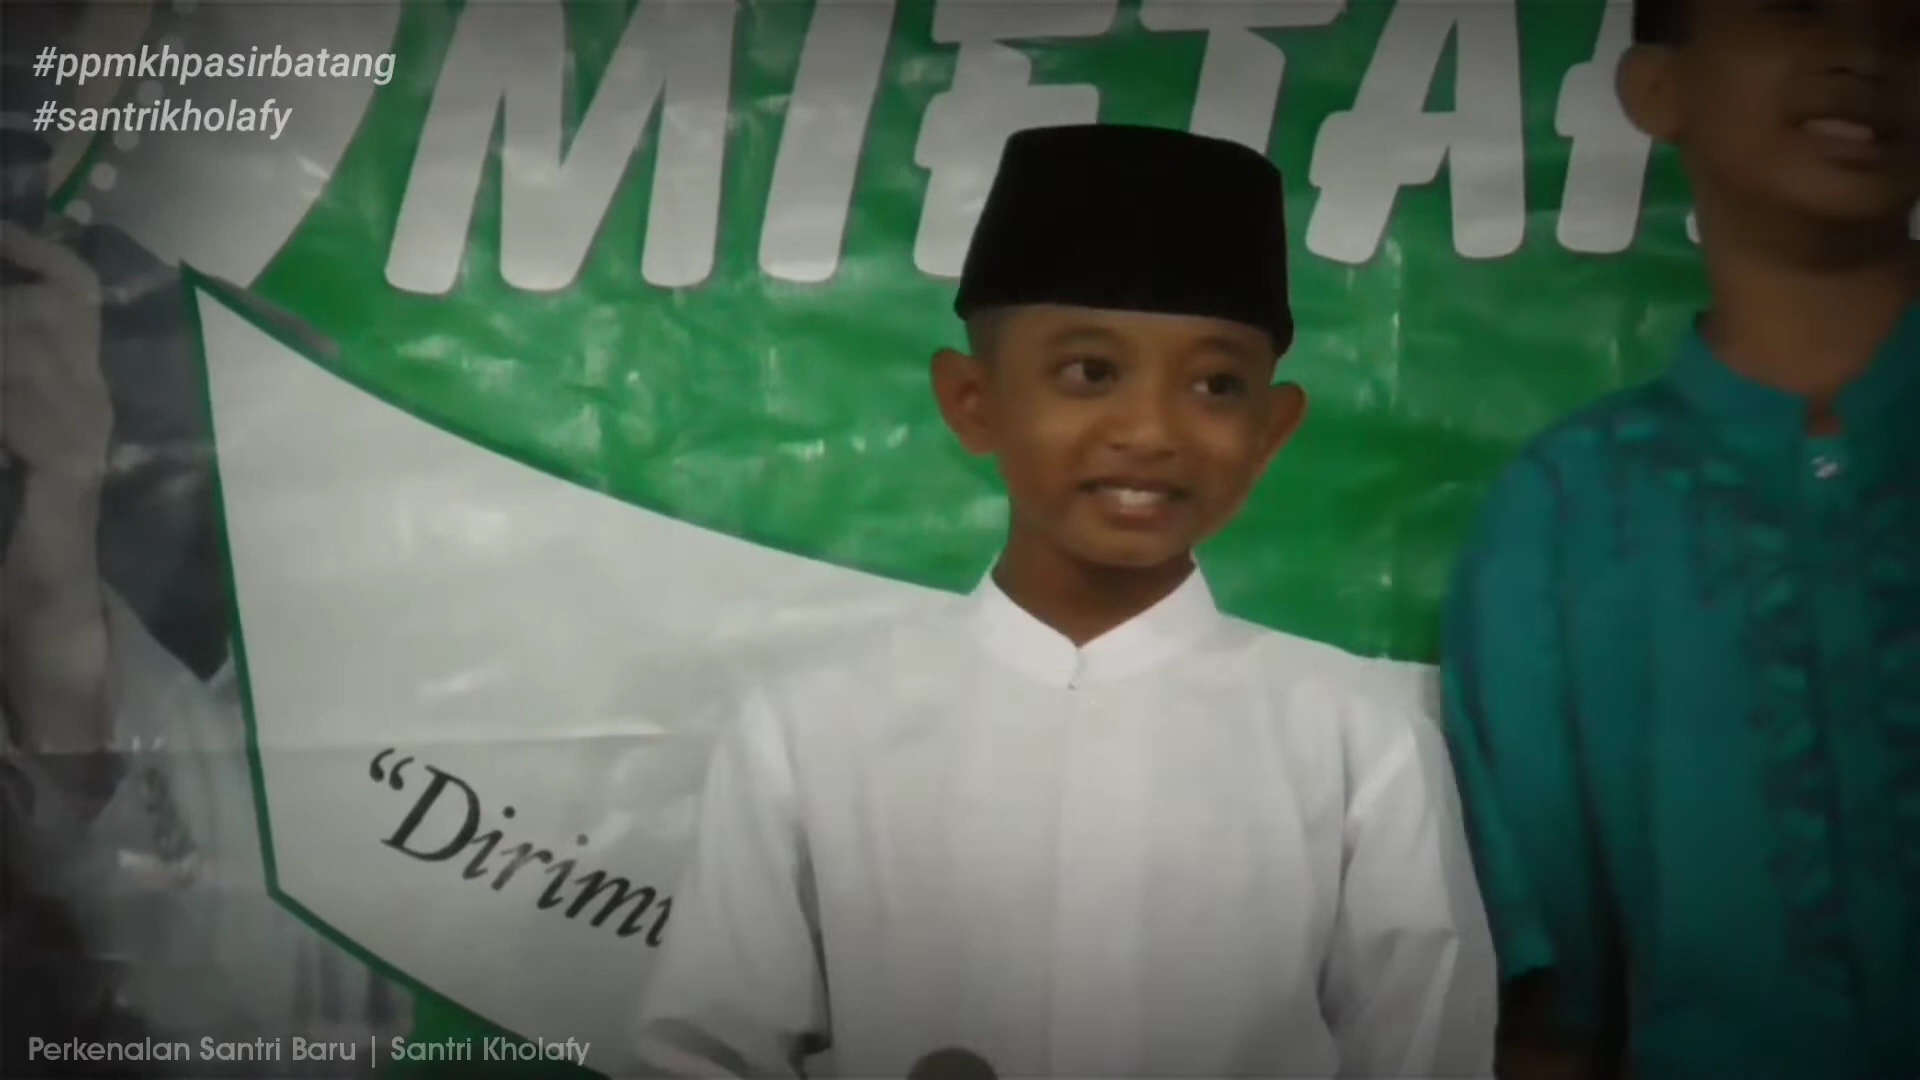 #ppmkhpasirbatang
#santrikholafy
MIFTA
“Dirim
Perkenalan Santri Baru | Santri Kholafy